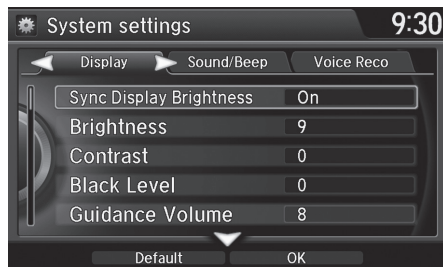 System settings 9:30
Display Sound/Beep Voice Reco
Sync Display Brightness On
Brightness 9
Contrast 0
Black Level 0
Guidance Volume 8
Default OK